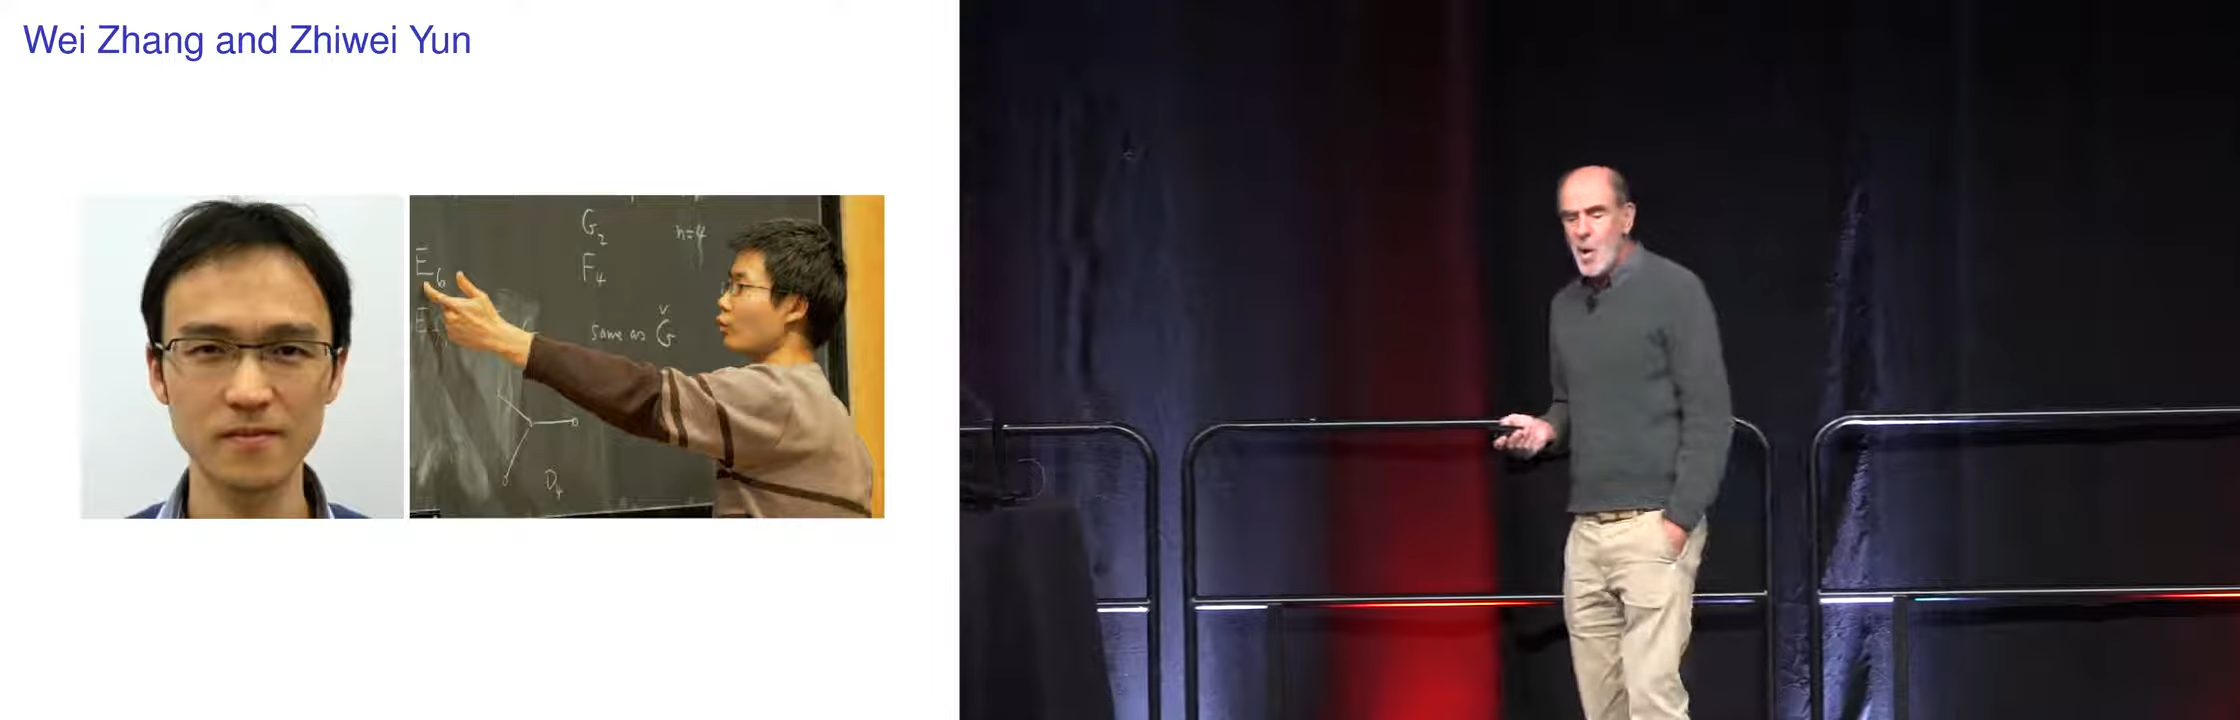 Wei Zhang and Zhiwei Yun
G₂
n=4
E₆
F₄
E
same as Ǧ
D₄